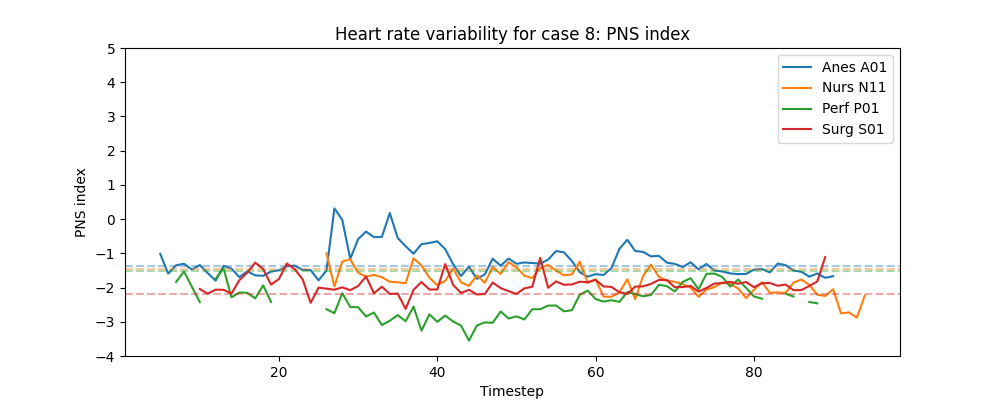 Heart rate variability for case 8: PNS index
5
4
3
2
1
0
−1
−2
−3
−4
PNS index
Anes A01
Nurs N11
Perf P01
Surg S01
20
40
60
80
Timestep